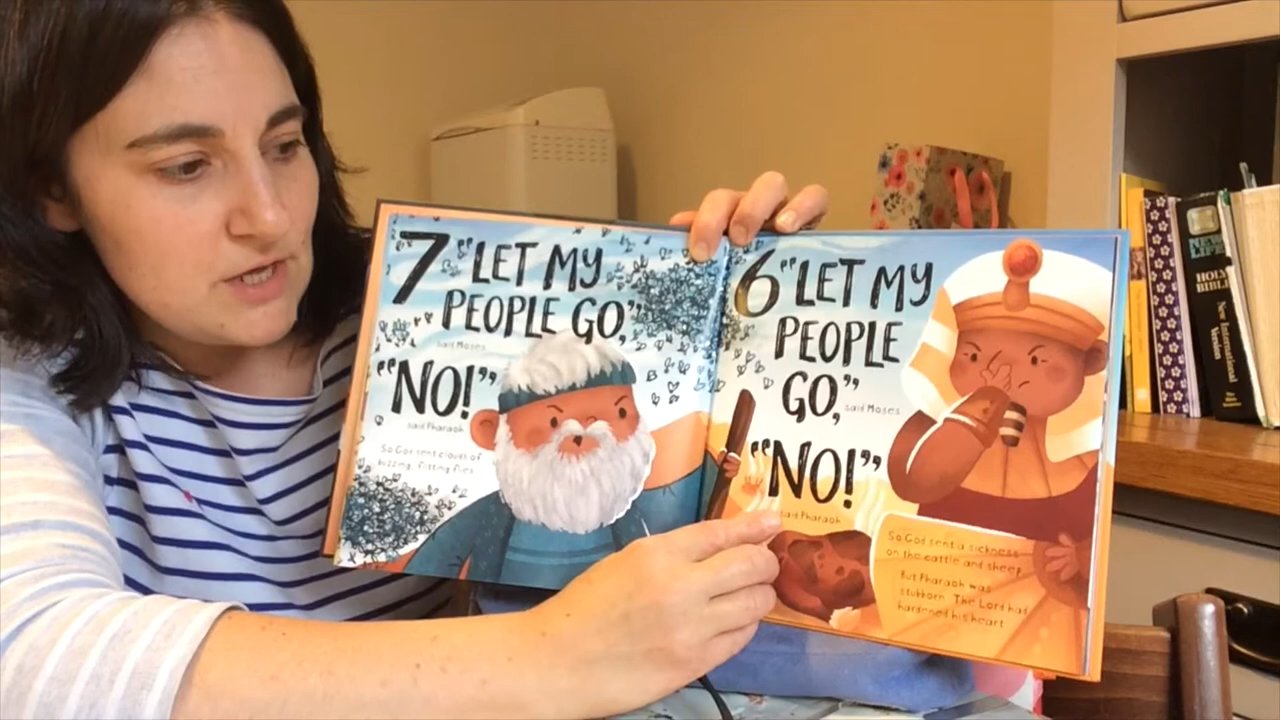 7 "LET MY
PEOPLE GO,"
said Moses
"NO!"
said Pharaoh
So God sent clouds of
buzzing, flitting flies
6 "LET MY
PEOPLE
GO," said Moses
"NO!"
said Pharaoh
So God sent a sickness
on the cattle and sheep
But Pharaoh was
stubborn. The Lord had
hardened his heart
HOLY
BIBLE
New International
Version